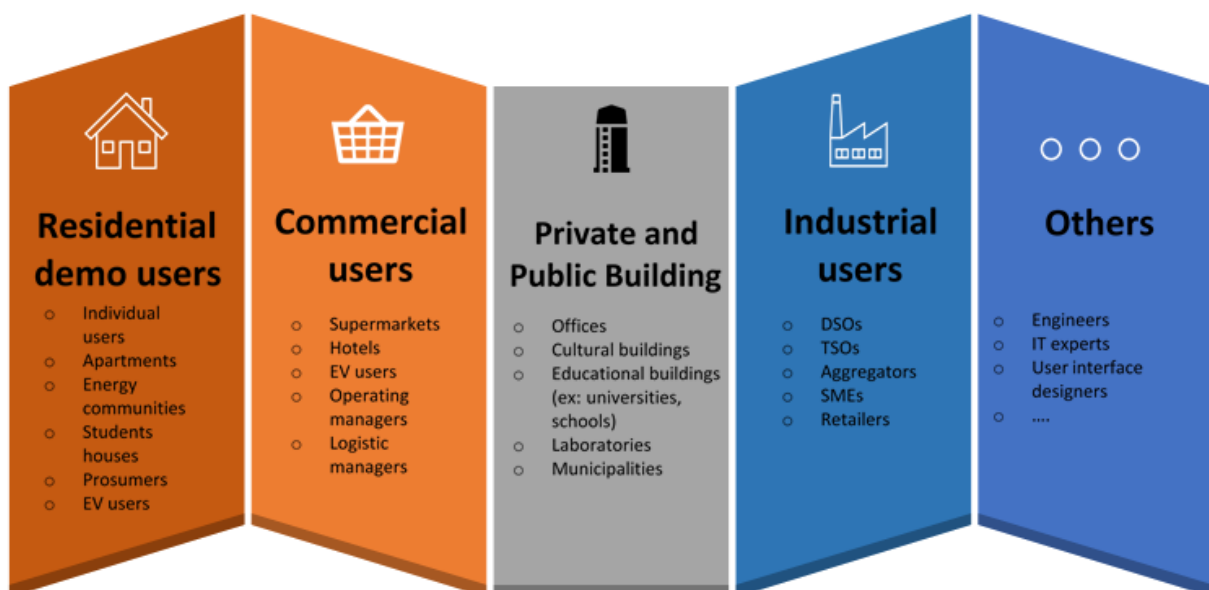 Residential
demo users
o Individual
users
o Apartments
o Energy
communities
o Students
houses
o Prosumers
o EV users
Commercial
users
o Supermarkets
o Hotels
o EV users
o Operating
managers
o Logistic
managers
Private and
Public Building
o Offices
o Cultural buildings
o Educational buildings
(ex: universities,
schools)
o Laboratories
o Municipalities
Industrial
users
o DSOs
o TSOs
o Aggregators
o SMEs
o Retailers
Others
o Engineers
o IT experts
o User interface
designers
o ....